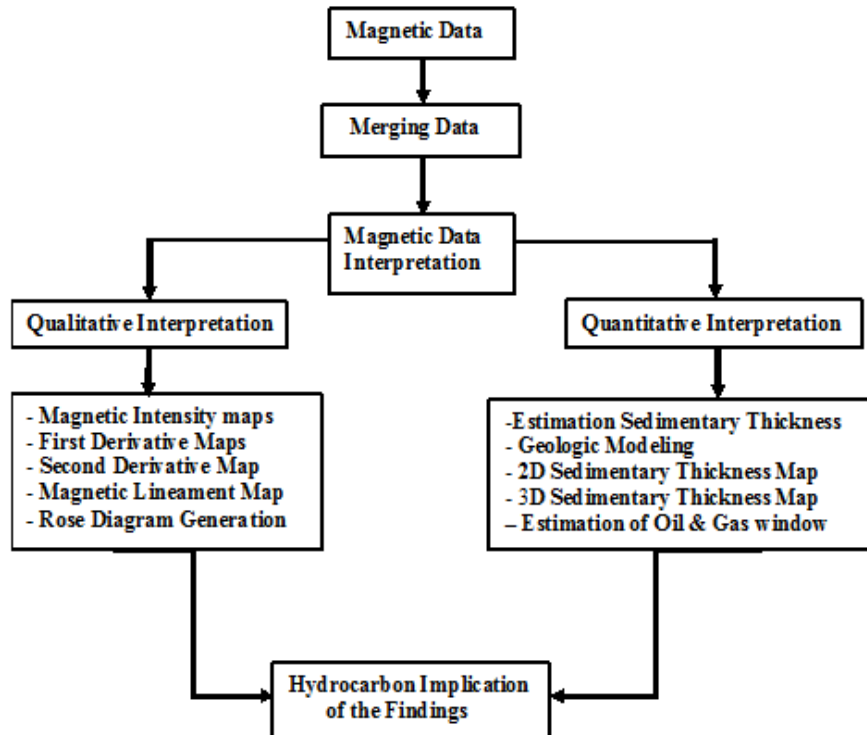 Magnetic Data
Merging Data
Magnetic Data
Interpretation
Qualitative Interpretation
Quantitative Interpretation
- Magnetic Intensity maps
- First Derivative Maps
- Second Derivative Map
- Magnetic Lineament Map
- Rose Diagram Generation
-Estimation Sedimentary Thickness
- Geologic Modeling
- 2D Sedimentary Thickness Map
- 3D Sedimentary Thickness Map
– Estimation of Oil & Gas window
Hydrocarbon Implication
of the Findings